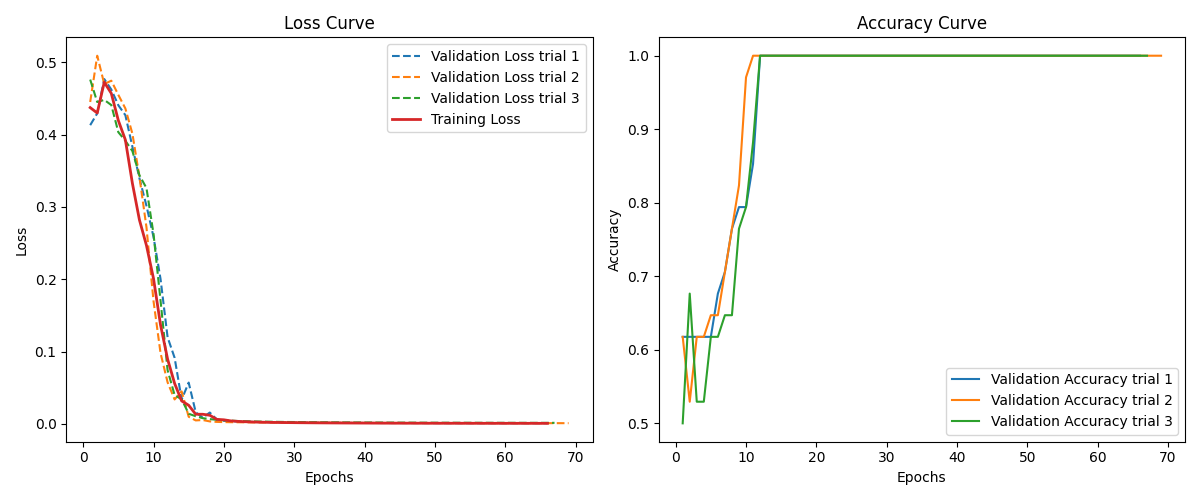 Loss Curve
Validation Loss trial 1
Validation Loss trial 2
Validation Loss trial 3
Training Loss
0.5
0.4
0.3
0.2
0.1
0.0
Loss
0 10 20 30 40 50 60 70
Epochs
Accuracy Curve
1.0
0.9
0.8
0.7
0.6
0.5
Accuracy
Validation Accuracy trial 1
Validation Accuracy trial 2
Validation Accuracy trial 3
0 10 20 30 40 50 60 70
Epochs